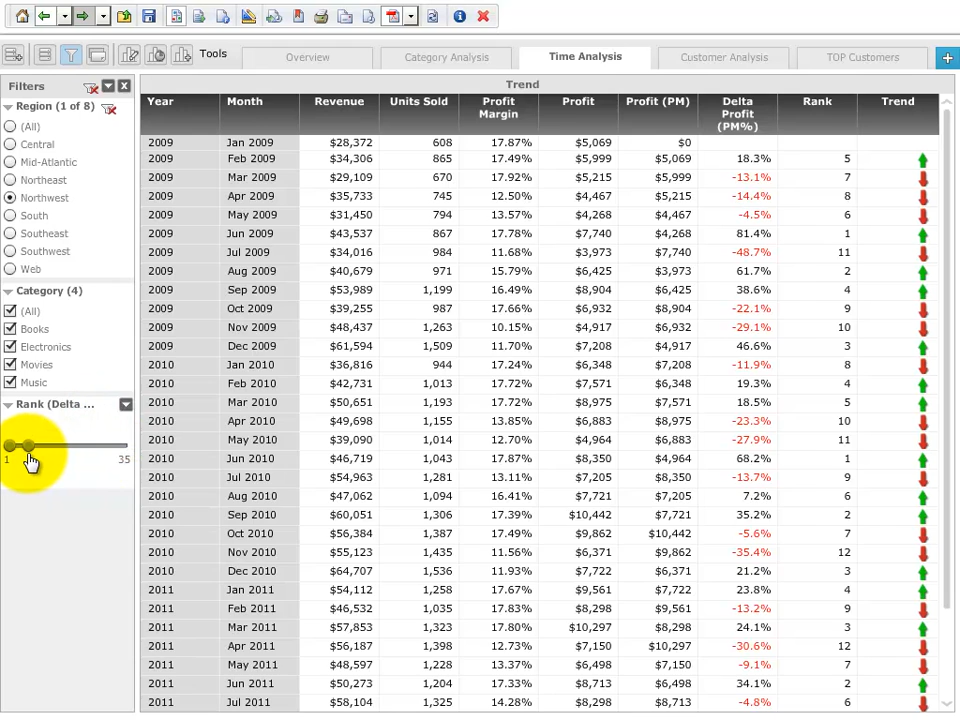 Tools
Overview
Category Analysis
Time Analysis
Customer Analysis
TOP Customers
Filters
Region (1 of 8)
(All)
Central
Mid-Atlantic
Northeast
Northwest
South
Southeast
Southwest
Web
Category (4)
(All)
Books
Electronics
Movies
Music
Rank (Delta ...
1 35
Trend
Year Month Revenue Units Sold Profit Margin Profit Profit (PM) Delta Profit (PM%) Rank Trend
2009 Jan 2009 $28,372 608 17.87% $5,069 $0
2009 Feb 2009 $34,306 865 17.49% $5,999 $5,069 18.3% 5
2009 Mar 2009 $29,109 670 17.92% $5,215 $5,999 -13.1% 7
2009 Apr 2009 $35,733 745 12.50% $4,467 $5,215 -14.4% 8
2009 May 2009 $31,450 794 13.57% $4,268 $4,467 -4.5% 6
2009 Jun 2009 $43,537 867 17.78% $7,740 $4,268 81.4% 1
2009 Jul 2009 $34,016 984 11.68% $3,973 $7,740 -48.7% 11
2009 Aug 2009 $40,679 971 15.79% $6,425 $3,973 61.7% 2
2009 Sep 2009 $53,989 1,199 16.49% $8,904 $6,425 38.6% 4
2009 Oct 2009 $39,255 987 17.66% $6,932 $8,904 -22.1% 9
2009 Nov 2009 $48,437 1,263 10.15% $4,917 $6,932 -29.1% 10
2009 Dec 2009 $61,594 1,509 11.70% $7,208 $4,917 46.6% 3
2010 Jan 2010 $36,816 944 17.24% $6,348 $7,208 -11.9% 8
2010 Feb 2010 $42,731 1,013 17.72% $7,571 $6,348 19.3% 4
2010 Mar 2010 $50,651 1,193 17.72% $8,975 $7,571 18.5% 5
2010 Apr 2010 $49,698 1,155 13.85% $6,883 $8,975 -23.3% 10
2010 May 2010 $39,090 1,014 12.70% $4,964 $6,883 -27.9% 11
2010 Jun 2010 $46,719 1,043 17.87% $8,350 $4,964 68.2% 1
2010 Jul 2010 $54,963 1,281 13.11% $7,205 $8,350 -13.7% 9
2010 Aug 2010 $47,062 1,094 16.41% $7,721 $7,205 7.2% 6
2010 Sep 2010 $60,051 1,306 17.39% $10,442 $7,721 35.2% 2
2010 Oct 2010 $56,384 1,387 17.49% $9,862 $10,442 -5.6% 7
2010 Nov 2010 $55,123 1,435 11.56% $6,371 $9,862 -35.4% 12
2010 Dec 2010 $64,707 1,536 11.93% $7,722 $6,371 21.2% 3
2011 Jan 2011 $54,112 1,258 17.67% $9,561 $7,722 23.8% 4
2011 Feb 2011 $46,532 1,035 17.83% $8,298 $9,561 -13.2% 9
2011 Mar 2011 $57,853 1,323 17.80% $10,297 $8,298 24.1% 3
2011 Apr 2011 $56,187 1,398 12.73% $7,150 $10,297 -30.6% 12
2011 May 2011 $48,597 1,228 13.37% $6,498 $7,150 -9.1% 7
2011 Jun 2011 $50,273 1,204 17.33% $8,713 $6,498 34.1% 2
2011 Jul 2011 $58,104 1,325 14.28% $8,298 $8,713 -4.8% 6